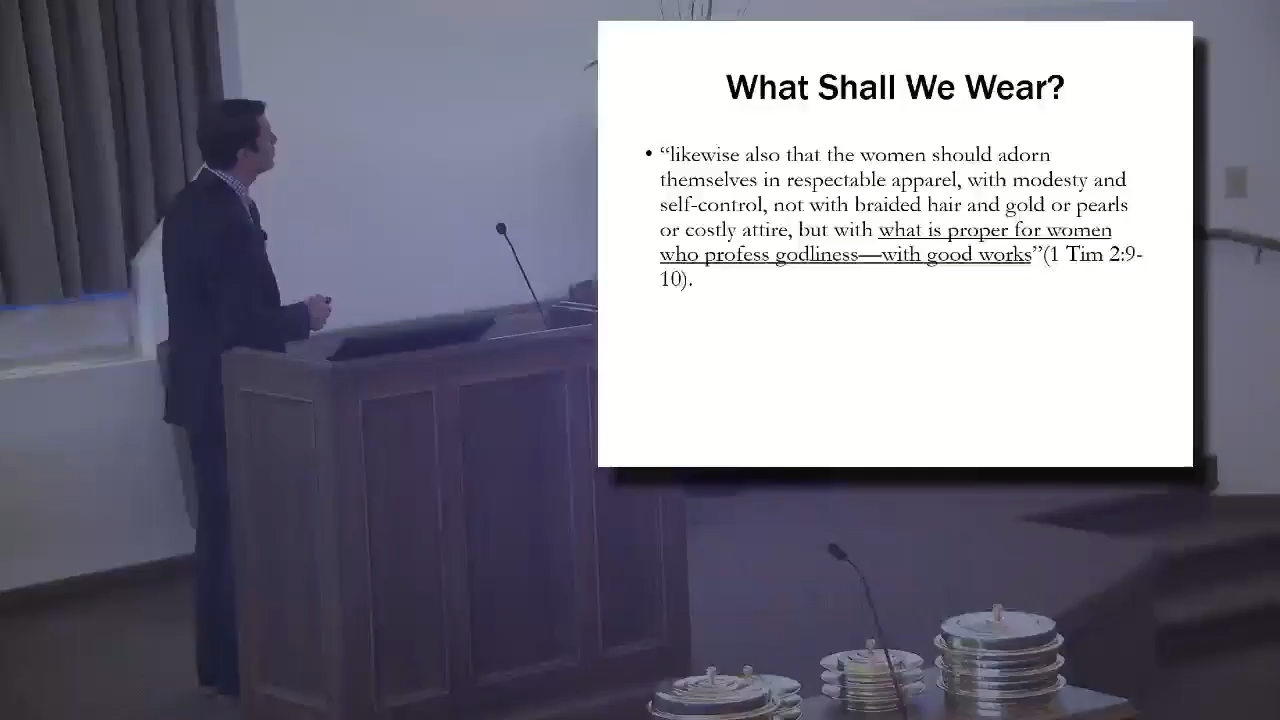 What Shall We Wear?
• “likewise also that the women should adorn
themselves in respectable apparel, with modesty and
self-control, not with braided hair and gold or pearls
or costly attire, but with what is proper for women
who profess godliness—with good works”(1 Tim 2:9-
10).